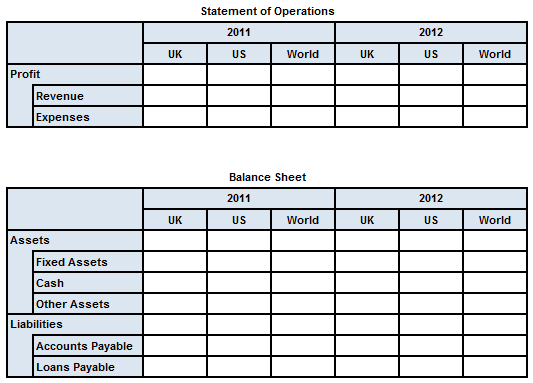 Statement of Operations
2011 2012
UK US World UK US World
Profit
Revenue
Expenses
Balance Sheet
2011 2012
UK US World UK US World
Assets
Fixed Assets
Cash
Other Assets
Liabilities
Accounts Payable
Loans Payable